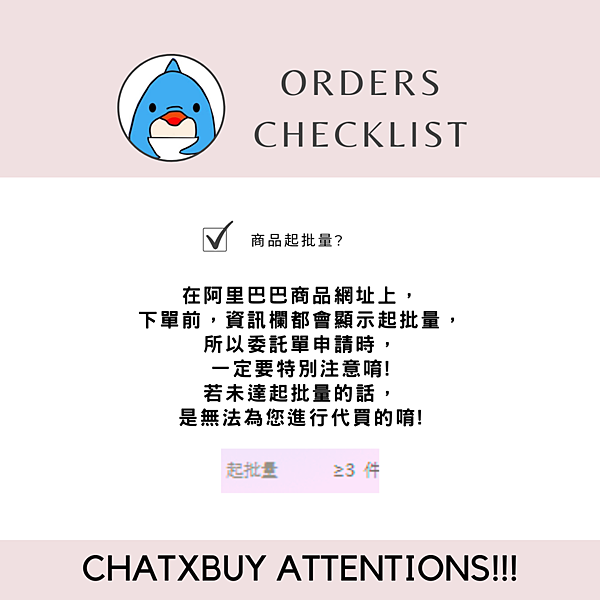 ORDERS
CHECKLIST
商品起批量?
在阿里巴巴商品網址上，
下單前，資訊欄都會顯示起批量，
所以委託單申請時，
一定要特別注意唷!
若未達起批量的話，
是無法為您進行代買的唷!
起批量 ≥3 件
CHATXBUY ATTENTIONS!!!